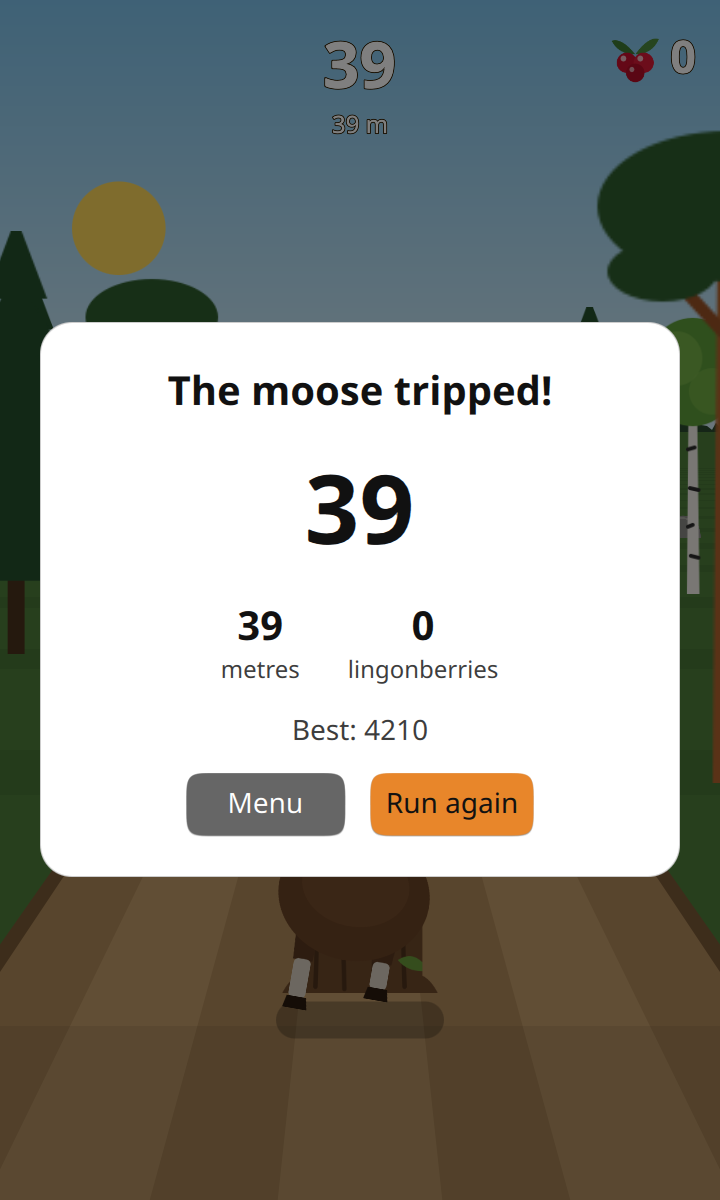 39
0
39 m
The moose tripped!
39
39 0
metres lingonberries
Best: 4210
Menu Run again